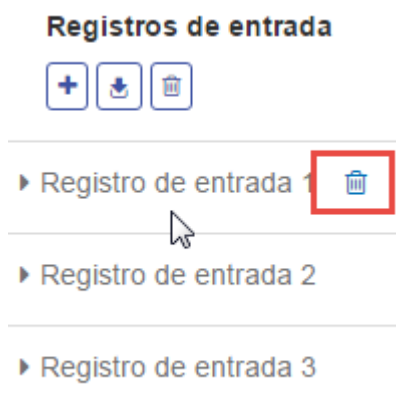 Registros de entrada
Registro de entrada 1
Registro de entrada 2
Registro de entrada 3